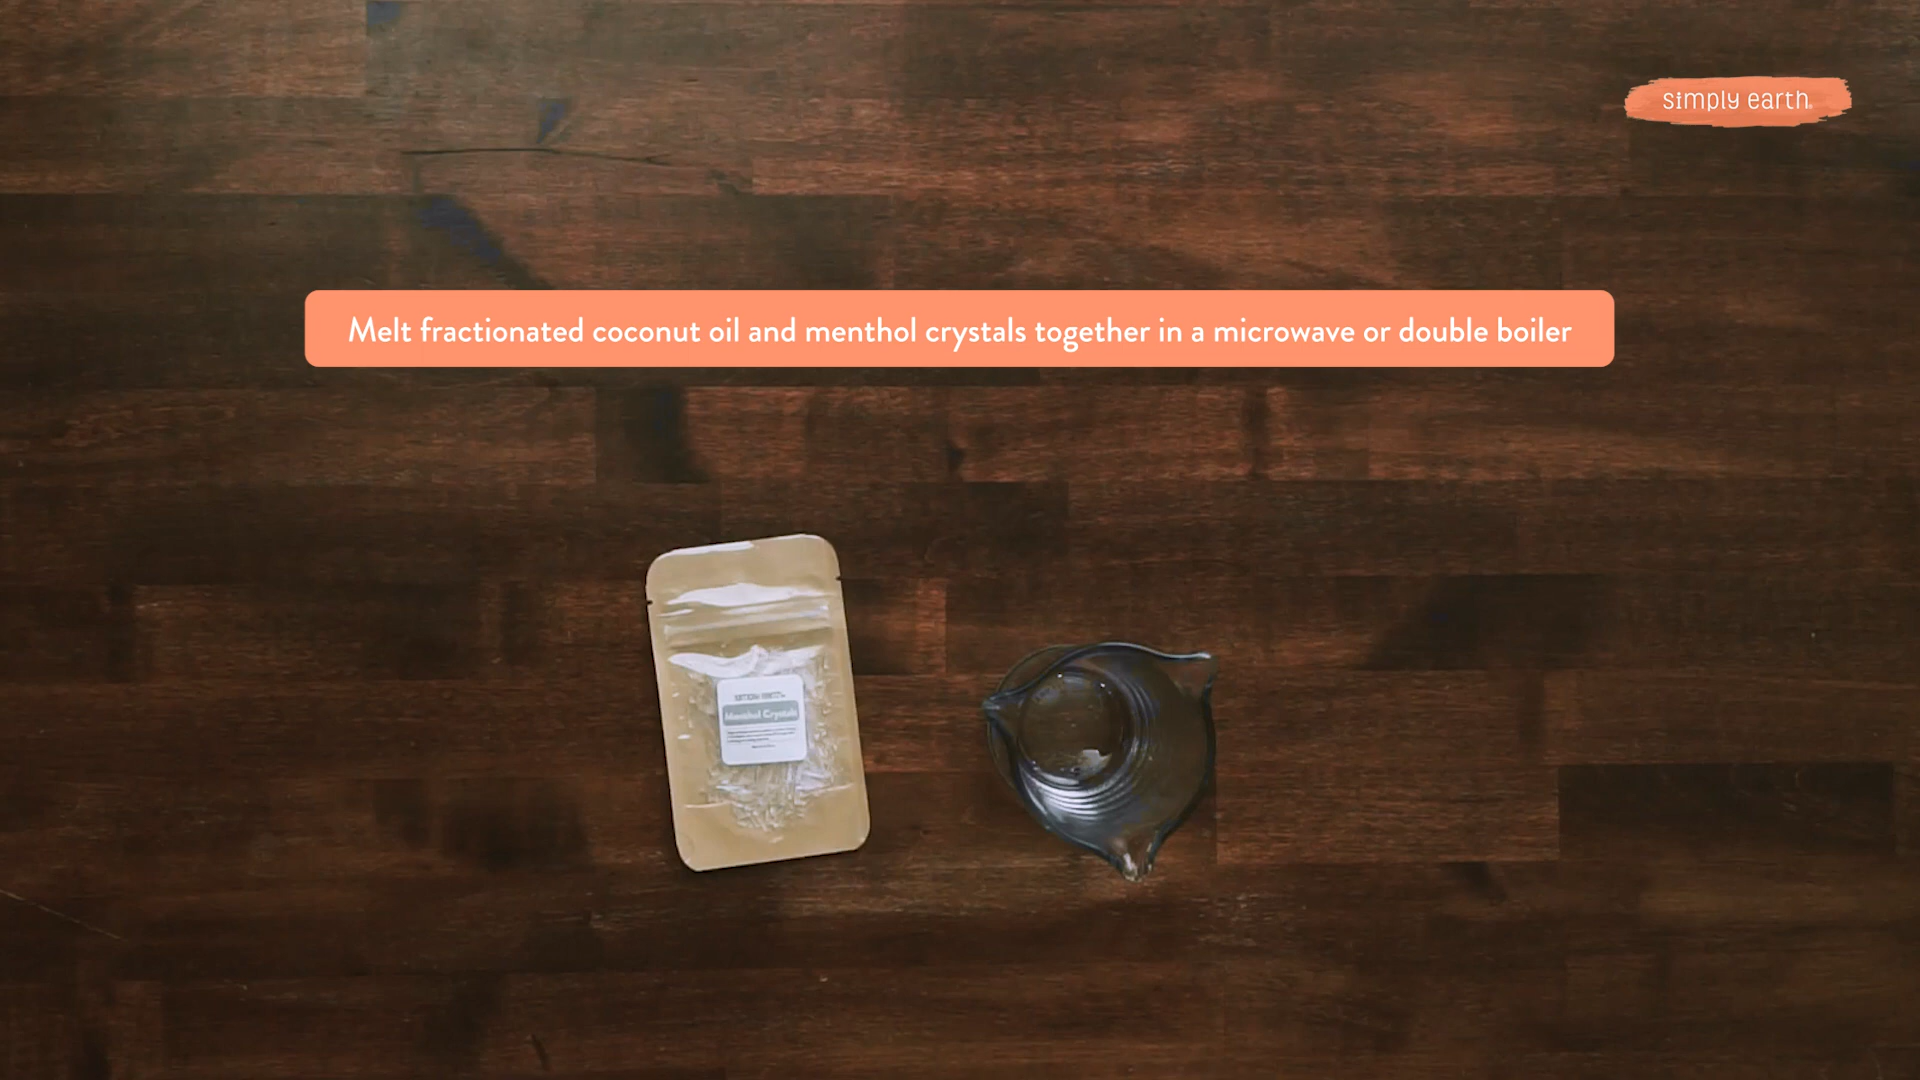 simply earth
Melt fractionated coconut oil and menthol crystals together in a microwave or double boiler
Menthol Crystals